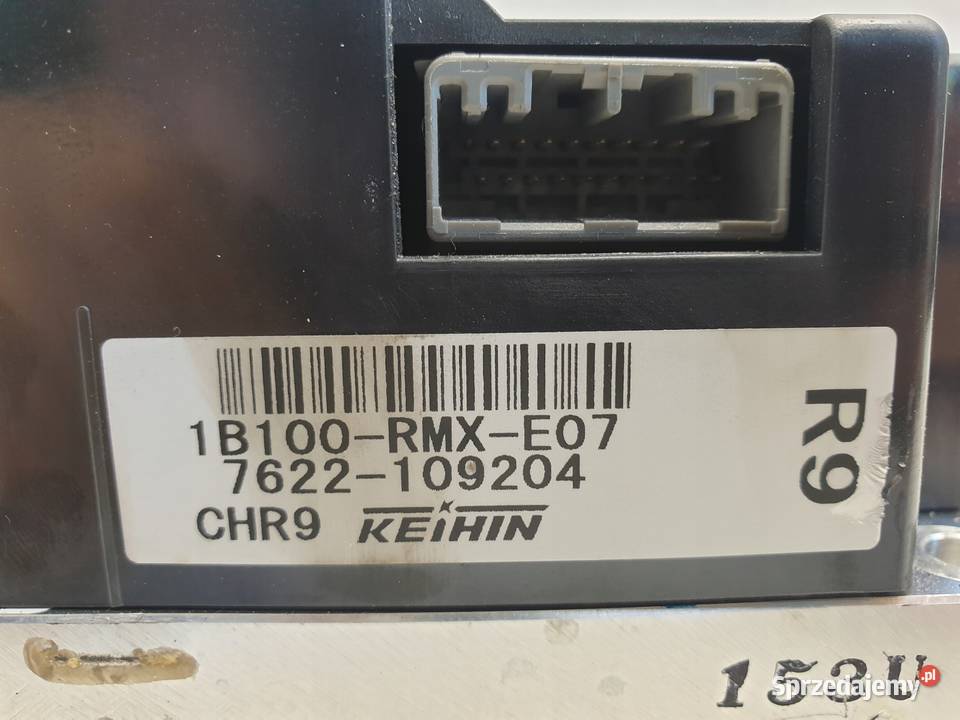 1B100-RMX-E07
7622-109204
CHR9 KEIHIN
R9
153U
Sprzedajemy.pl